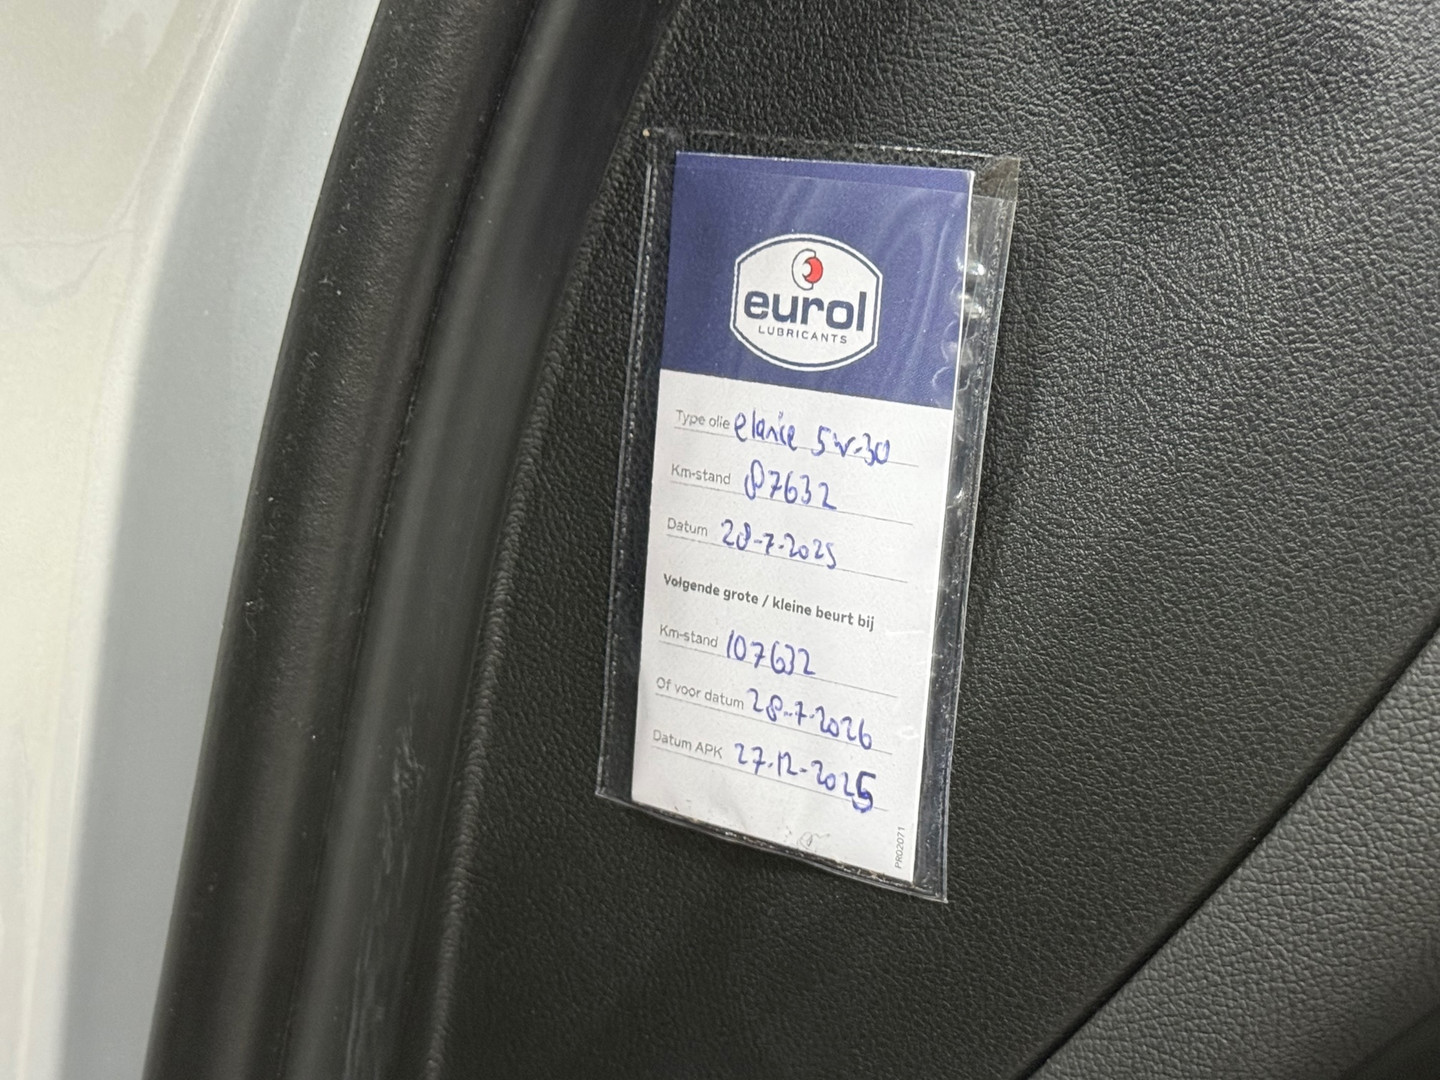 eurol
LUBRICANTS
Type olie elance 5w-30
Km-stand 87632
Datum 28-7-2025
Volgende grote / kleine beurt bij
Km-stand 107632
Of voor datum 28-7-2026
Datum APK 27-12-2025
PR02071